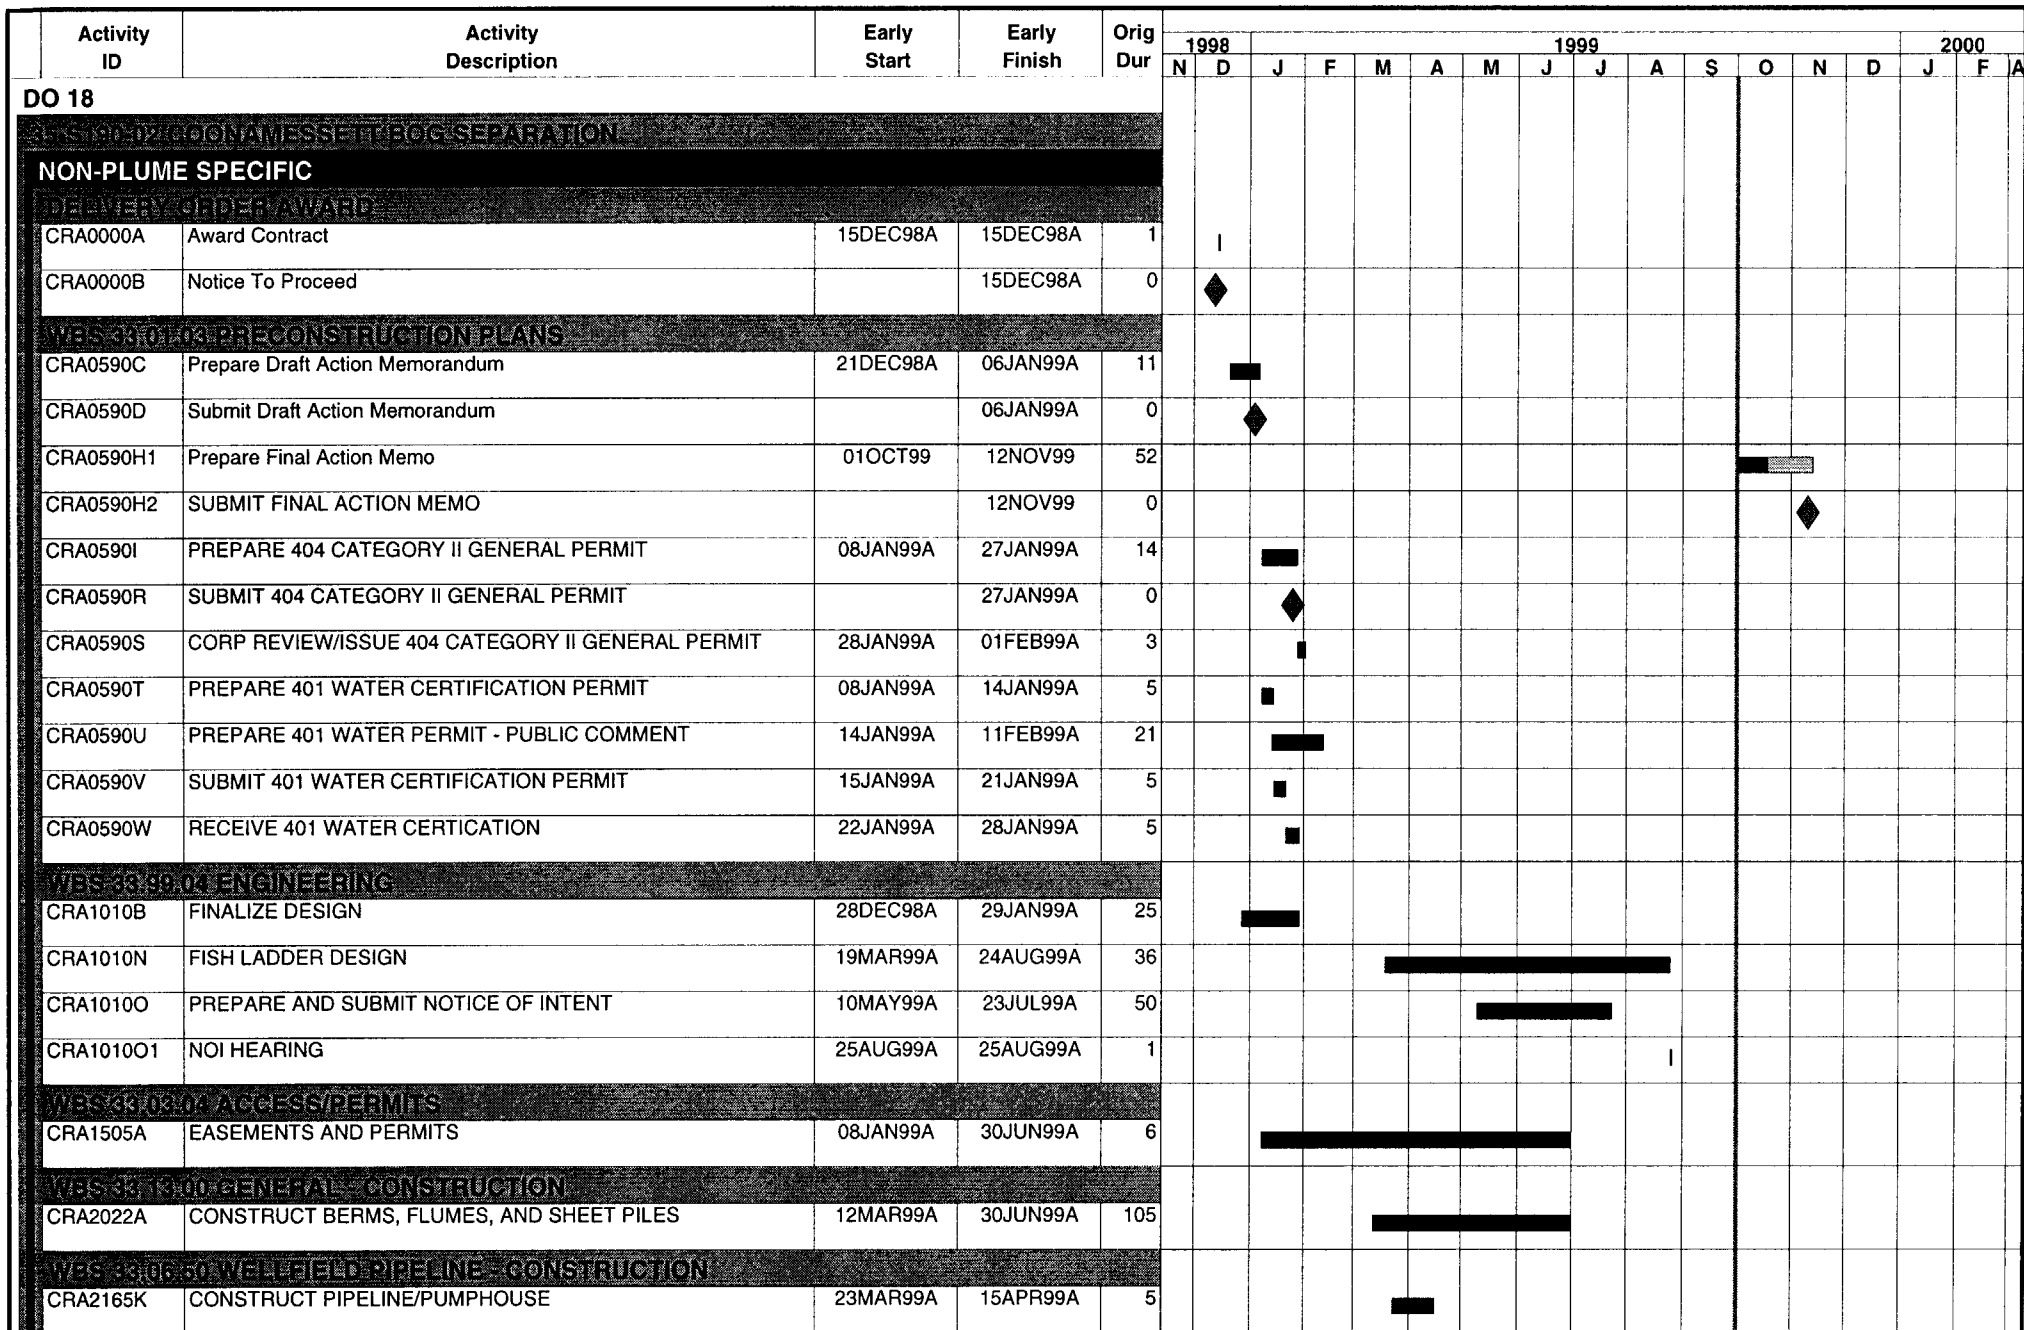 Activity ID Activity Description Early Start Early Finish Orig Dur
1998 1999 2000
N D J F M A M J J A S O N D J F A
DO 18
35-S190-02 COONAMESSETT BOG SEPARATION
NON-PLUME SPECIFIC
DELIVERY ORDER AWARD
CRA0000A Award Contract 15DEC98A 15DEC98A 1
CRA0000B Notice To Proceed 15DEC98A 0
WBS 33.01.03 PRECONSTRUCTION PLANS
CRA0590C Prepare Draft Action Memorandum 21DEC98A 06JAN99A 11
CRA0590D Submit Draft Action Memorandum 06JAN99A 0
CRA0590H1 Prepare Final Action Memo 01OCT99 12NOV99 52
CRA0590H2 SUBMIT FINAL ACTION MEMO 12NOV99 0
CRA0590I PREPARE 404 CATEGORY II GENERAL PERMIT 08JAN99A 27JAN99A 14
CRA0590R SUBMIT 404 CATEGORY II GENERAL PERMIT 27JAN99A 0
CRA0590S CORP REVIEW/ISSUE 404 CATEGORY II GENERAL PERMIT 28JAN99A 01FEB99A 3
CRA0590T PREPARE 401 WATER CERTIFICATION PERMIT 08JAN99A 14JAN99A 5
CRA0590U PREPARE 401 WATER PERMIT - PUBLIC COMMENT 14JAN99A 11FEB99A 21
CRA0590V SUBMIT 401 WATER CERTIFICATION PERMIT 15JAN99A 21JAN99A 5
CRA0590W RECEIVE 401 WATER CERTICATION 22JAN99A 28JAN99A 5
WBS 33.99.04 ENGINEERING
CRA1010B FINALIZE DESIGN 28DEC98A 29JAN99A 25
CRA1010N FISH LADDER DESIGN 19MAR99A 24AUG99A 36
CRA1010O PREPARE AND SUBMIT NOTICE OF INTENT 10MAY99A 23JUL99A 50
CRA1010O1 NOI HEARING 25AUG99A 25AUG99A 1
WBS 33.03.04 ACCESS/PERMITS
CRA1505A EASEMENTS AND PERMITS 08JAN99A 30JUN99A 6
WBS 33.13.00 GENERAL - CONSTRUCTION
CRA2022A CONSTRUCT BERMS, FLUMES, AND SHEET PILES 12MAR99A 30JUN99A 105
WBS 33.06.50 WELLFIELD PIPELINE - CONSTRUCTION
CRA2165K CONSTRUCT PIPELINE/PUMPHOUSE 23MAR99A 15APR99A 5